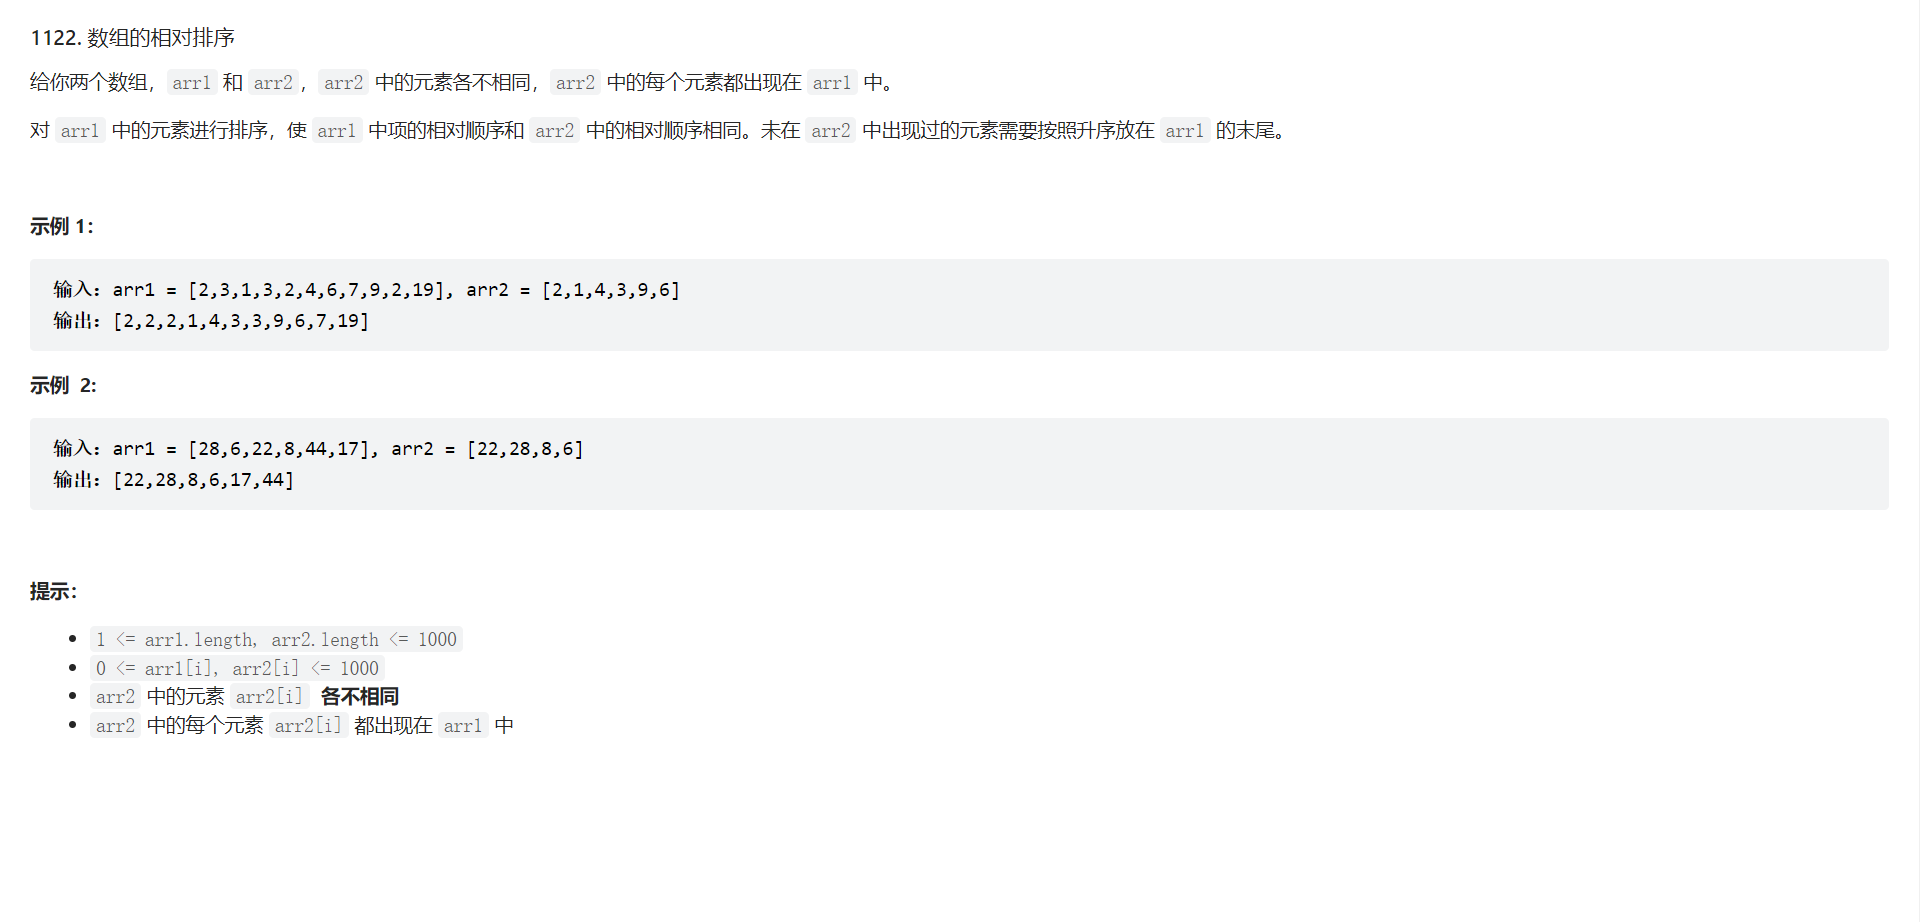 1122. 数组的相对排序
给你两个数组，arr1 和 arr2，arr2 中的元素各不相同，arr2 中的每个元素都出现在 arr1 中。
对 arr1 中的元素进行排序，使 arr1 中项的相对顺序和 arr2 中的相对顺序相同。未在 arr2 中出现过的元素需要按照升序放在 arr1 的末尾。
示例 1：
输入：arr1 = [2,3,1,3,2,4,6,7,9,2,19], arr2 = [2,1,4,3,9,6]
输出：[2,2,2,1,4,3,3,9,6,7,19]
示例 2:
输入：arr1 = [28,6,22,8,44,17], arr2 = [22,28,8,6]
输出：[22,28,8,6,17,44]
提示：
• 1 <= arr1.length, arr2.length <= 1000
• 0 <= arr1[i], arr2[i] <= 1000
• arr2 中的元素 arr2[i] 各不相同
• arr2 中的每个元素 arr2[i] 都出现在 arr1 中